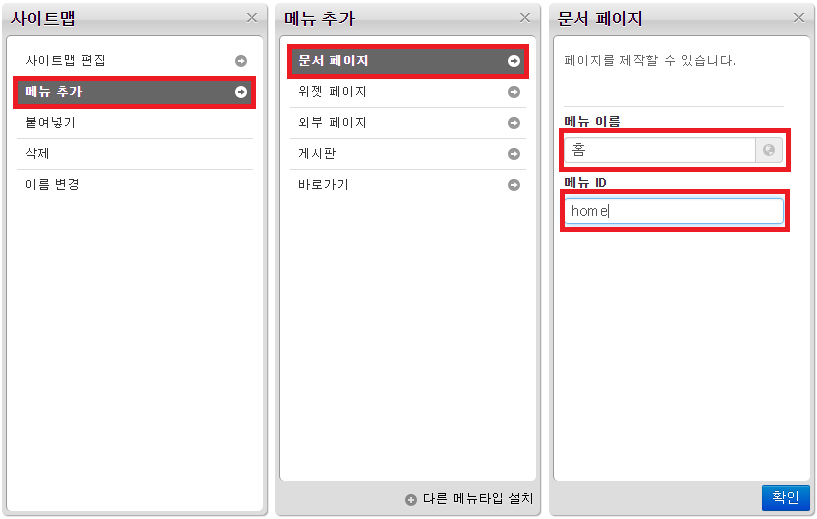 사이트맵
사이트맵 편집
메뉴 추가
붙여넣기
삭제
이름 변경
메뉴 추가
문서 페이지
위젯 페이지
외부 페이지
게시판
바로가기
다른 메뉴타입 설치
문서 페이지
페이지를 제작할 수 있습니다.
메뉴 이름
홈
메뉴 ID
home
확인